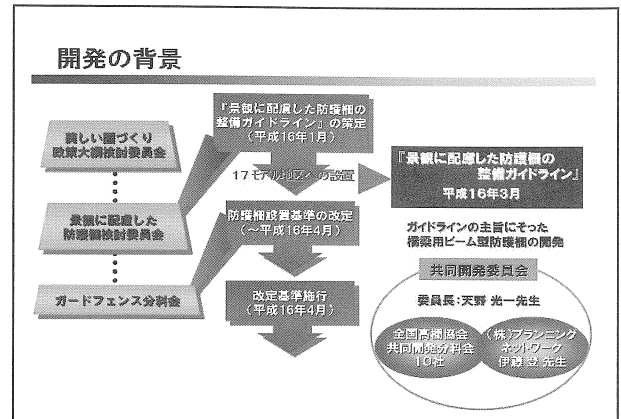 開発の背景
美しい国づくり
政策大綱検討委員会
景観に配慮した
防護柵検討委員会
ガードフェンス分科会
『景観に配慮した防護柵の
整備ガイドライン』の策定
(平成16年1月)
17モデル地区への設置
防護柵設置基準の改定
(~平成16年4月)
改定基準施行
(平成16年4月)
『景観に配慮した防護柵の
整備ガイドライン』
平成16年3月
ガイドラインの主旨にそった
橋梁用ビーム型防護柵の開発
共同開発委員会
委員長:天野 光一先生
全国高欄協会
共同開発分科会
10社
(株)プランニング
ネットワーク
伊藤 登 先生